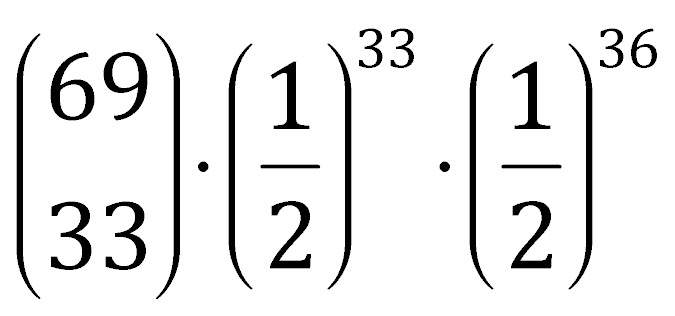 (69 33) · (1/2)^33 · (1/2)^36